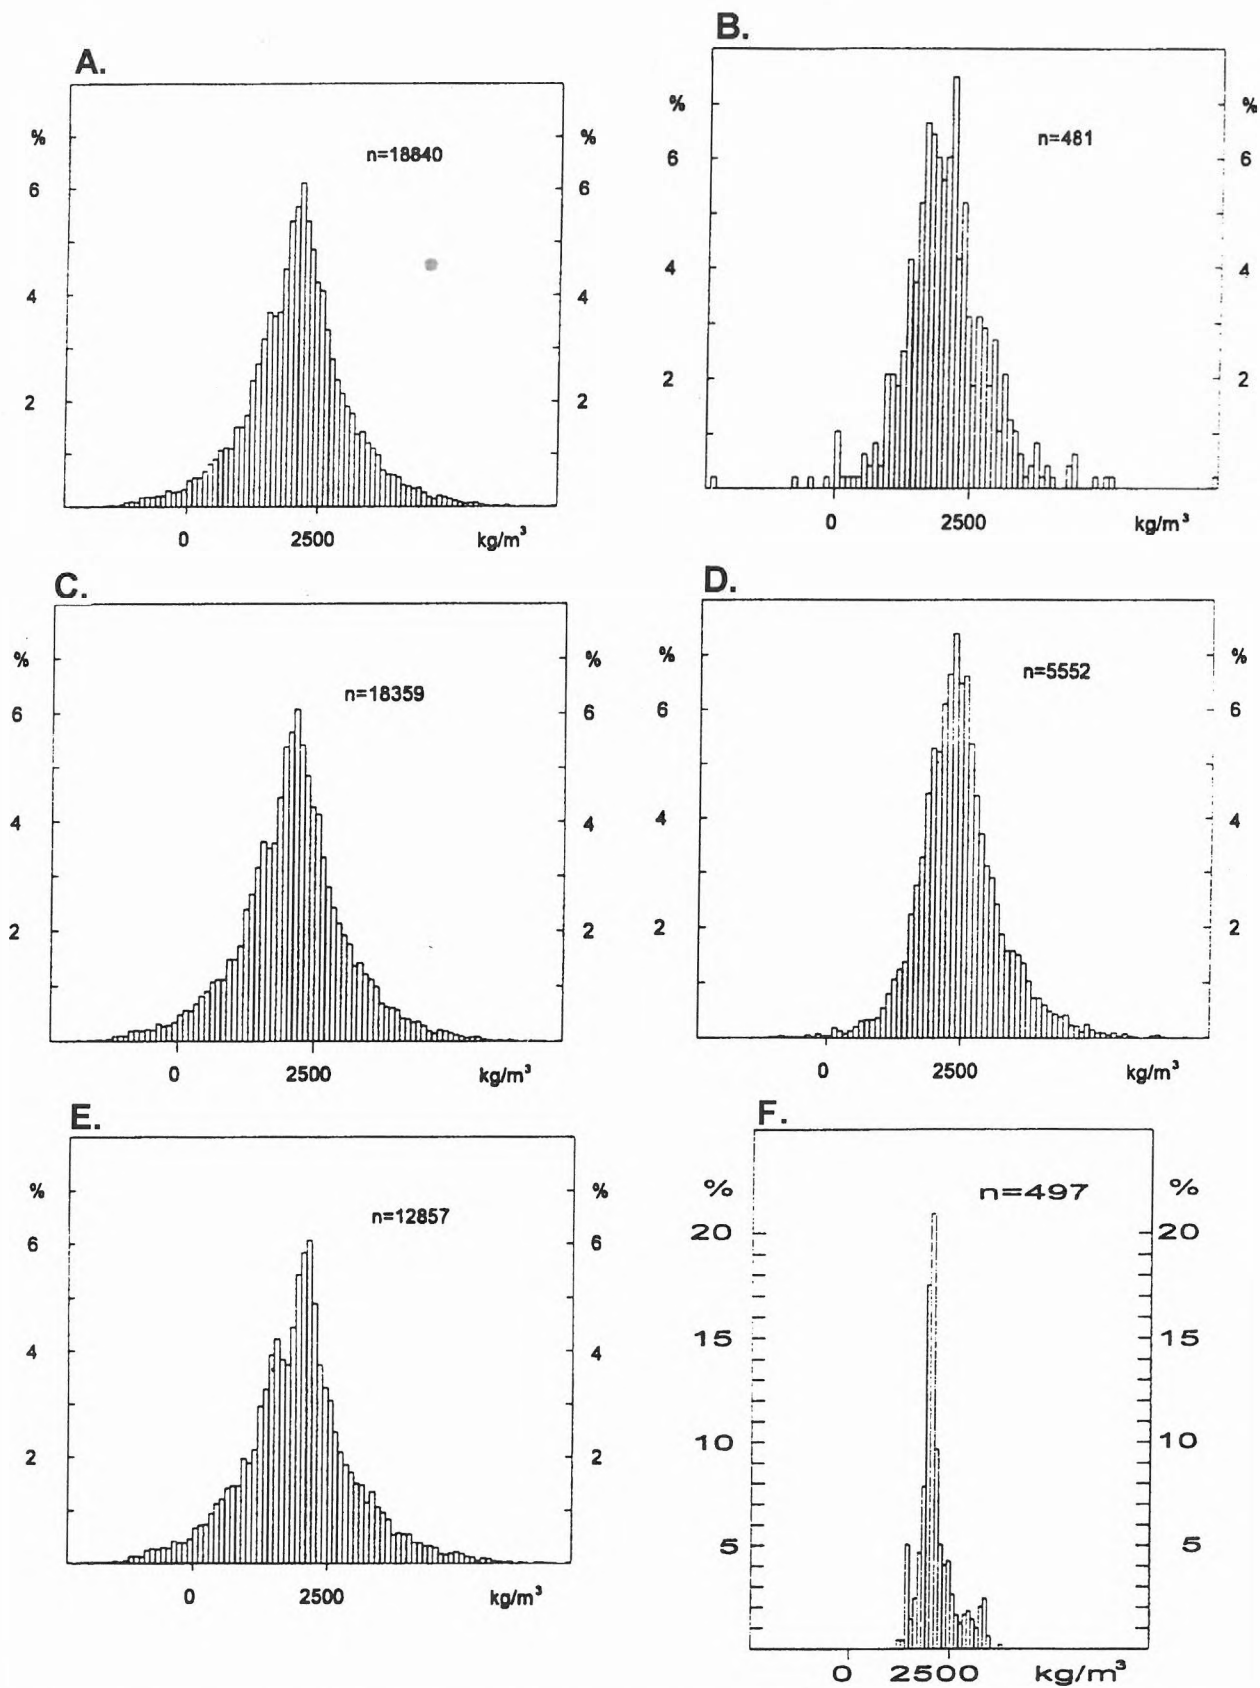 A.
n=18840
% %
6 6
4 4
2 2
0 2500 kg/m³
B.
n=481
% %
6 6
4 4
2 2
0 2500 kg/m³
C.
n=18359
% %
6 6
4 4
2 2
0 2500 kg/m³
D.
n=5552
% %
6 6
4 4
2 2
0 2500 kg/m³
E.
n=12857
% %
6 6
4 4
2 2
0 2500 kg/m³
F.
n=497
% %
20 20
15 15
10 10
5 5
0 2500 kg/m³